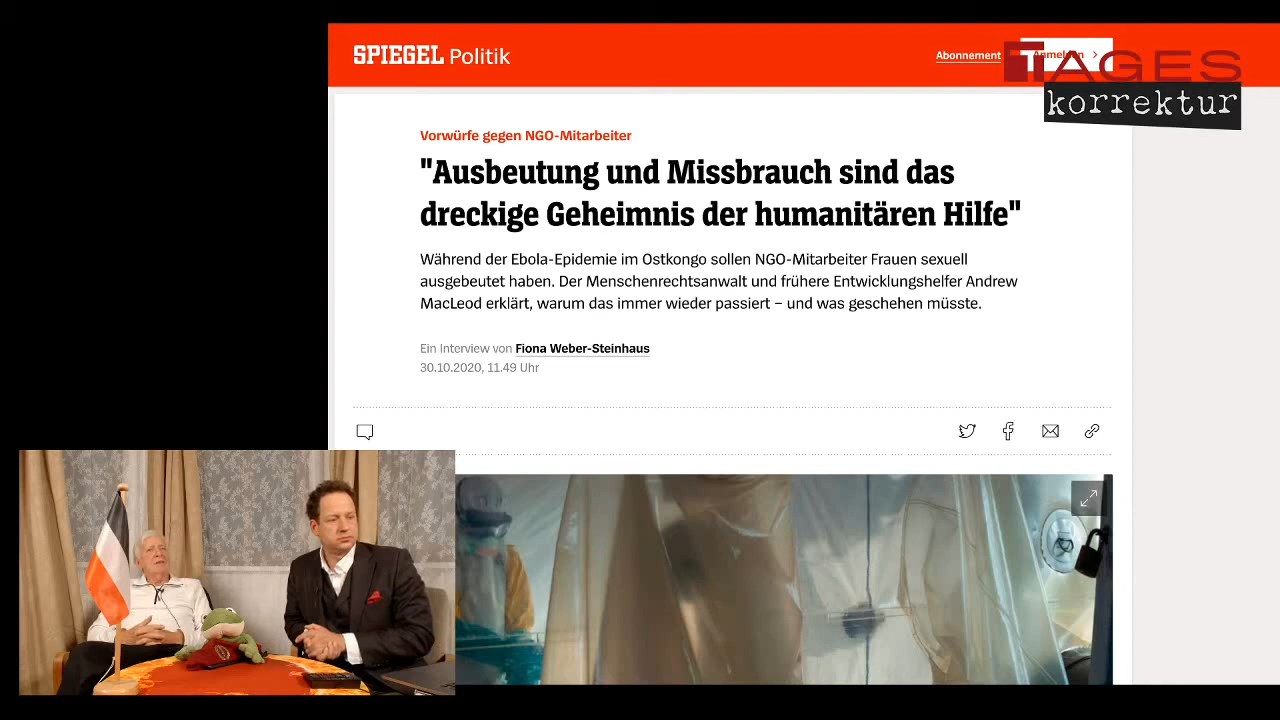 SPIEGEL Politik
Abonnement
Anmelden
TAGES
korrektur
Vorwürfe gegen NGO-Mitarbeiter
"Ausbeutung und Missbrauch sind das
dreckige Geheimnis der humanitären Hilfe"
Während der Ebola-Epidemie im Ostkongo sollen NGO-Mitarbeiter Frauen sexuell
ausgebeutet haben. Der Menschenrechtsanwalt und frühere Entwicklungshelfer Andrew
MacLeod erklärt, warum das immer wieder passiert – und was geschehen müsste.
Ein Interview von Fiona Weber-Steinhaus
30.10.2020, 11.49 Uhr